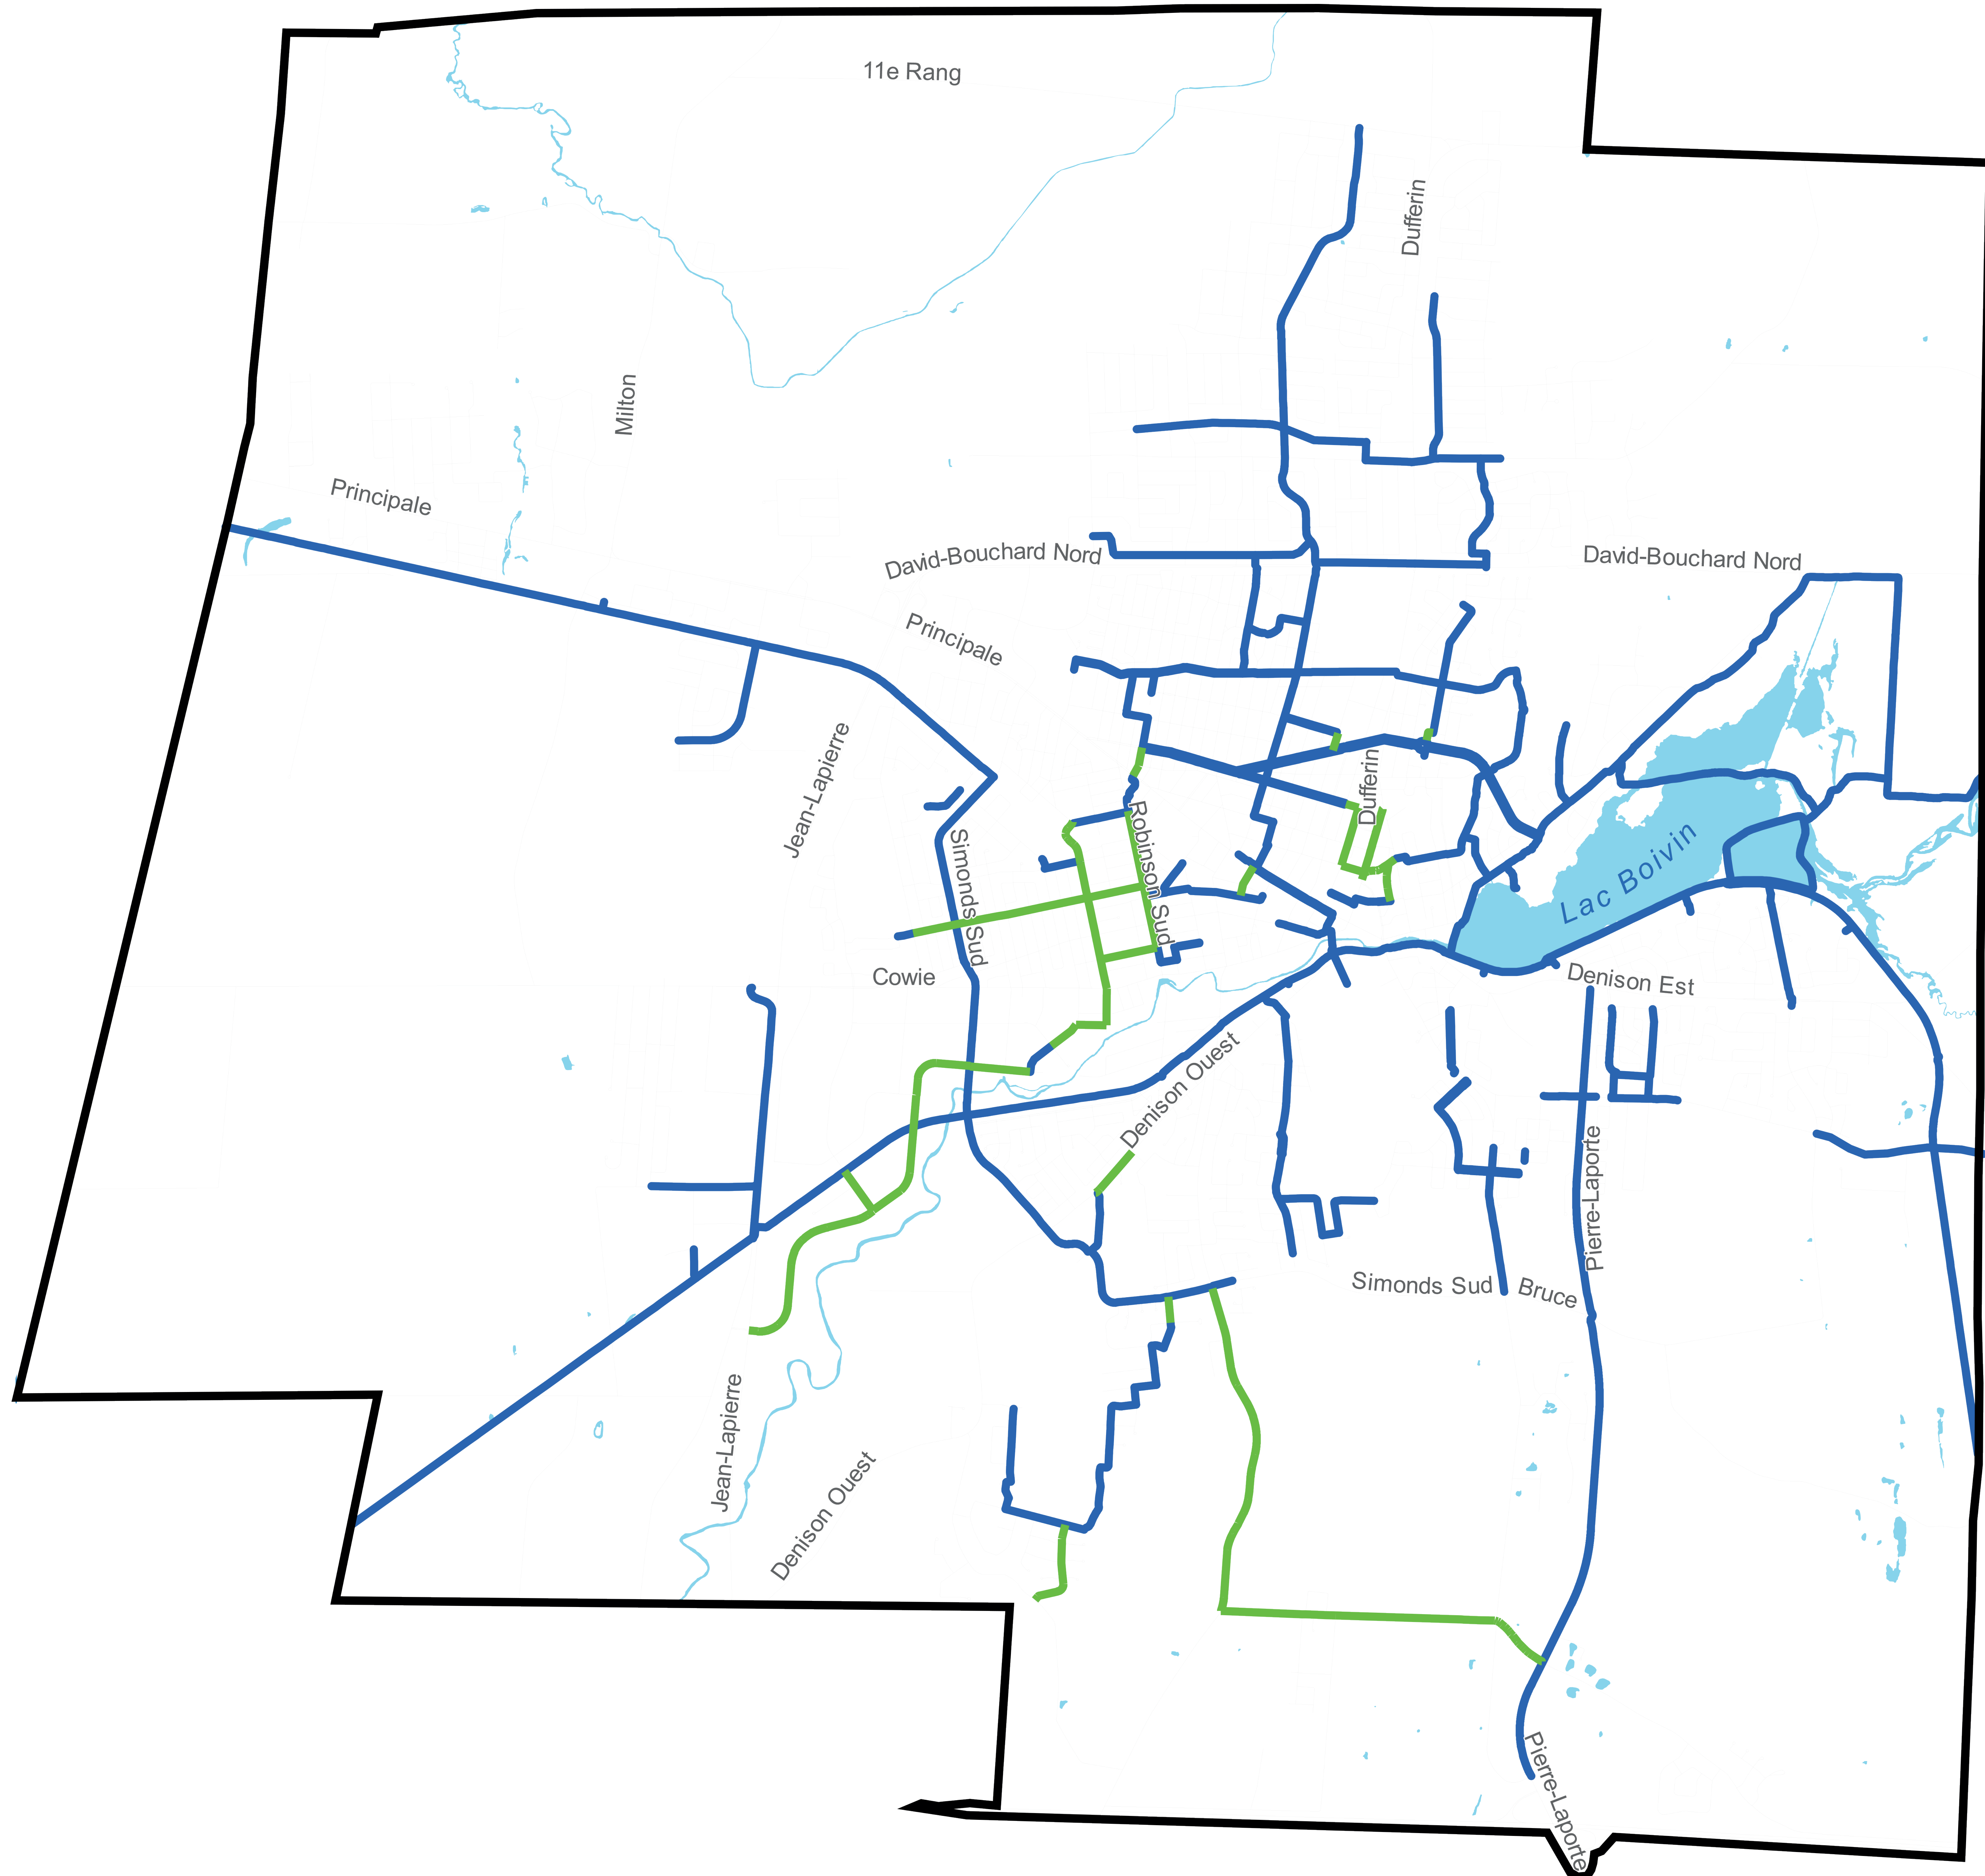 11e Rang
Dufferin
Milton
Principale
David-Bouchard Nord
David-Bouchard Nord
Principale
Jean-Lapierre
Dufferin
Robinson Sud
Simonds Sud
Lac Boivin
Cowie
Denison Est
Denison Ouest
Pierre-Laporte
Simonds Sud
Bruce
Jean-Lapierre
Denison Ouest
Pierre-Laporte